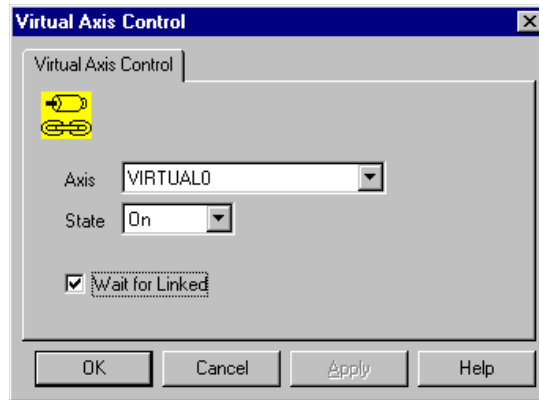 Virtual Axis Control
Virtual Axis Control
Axis VIRTUAL0
State On
Wait for Linked
OK Cancel Apply Help